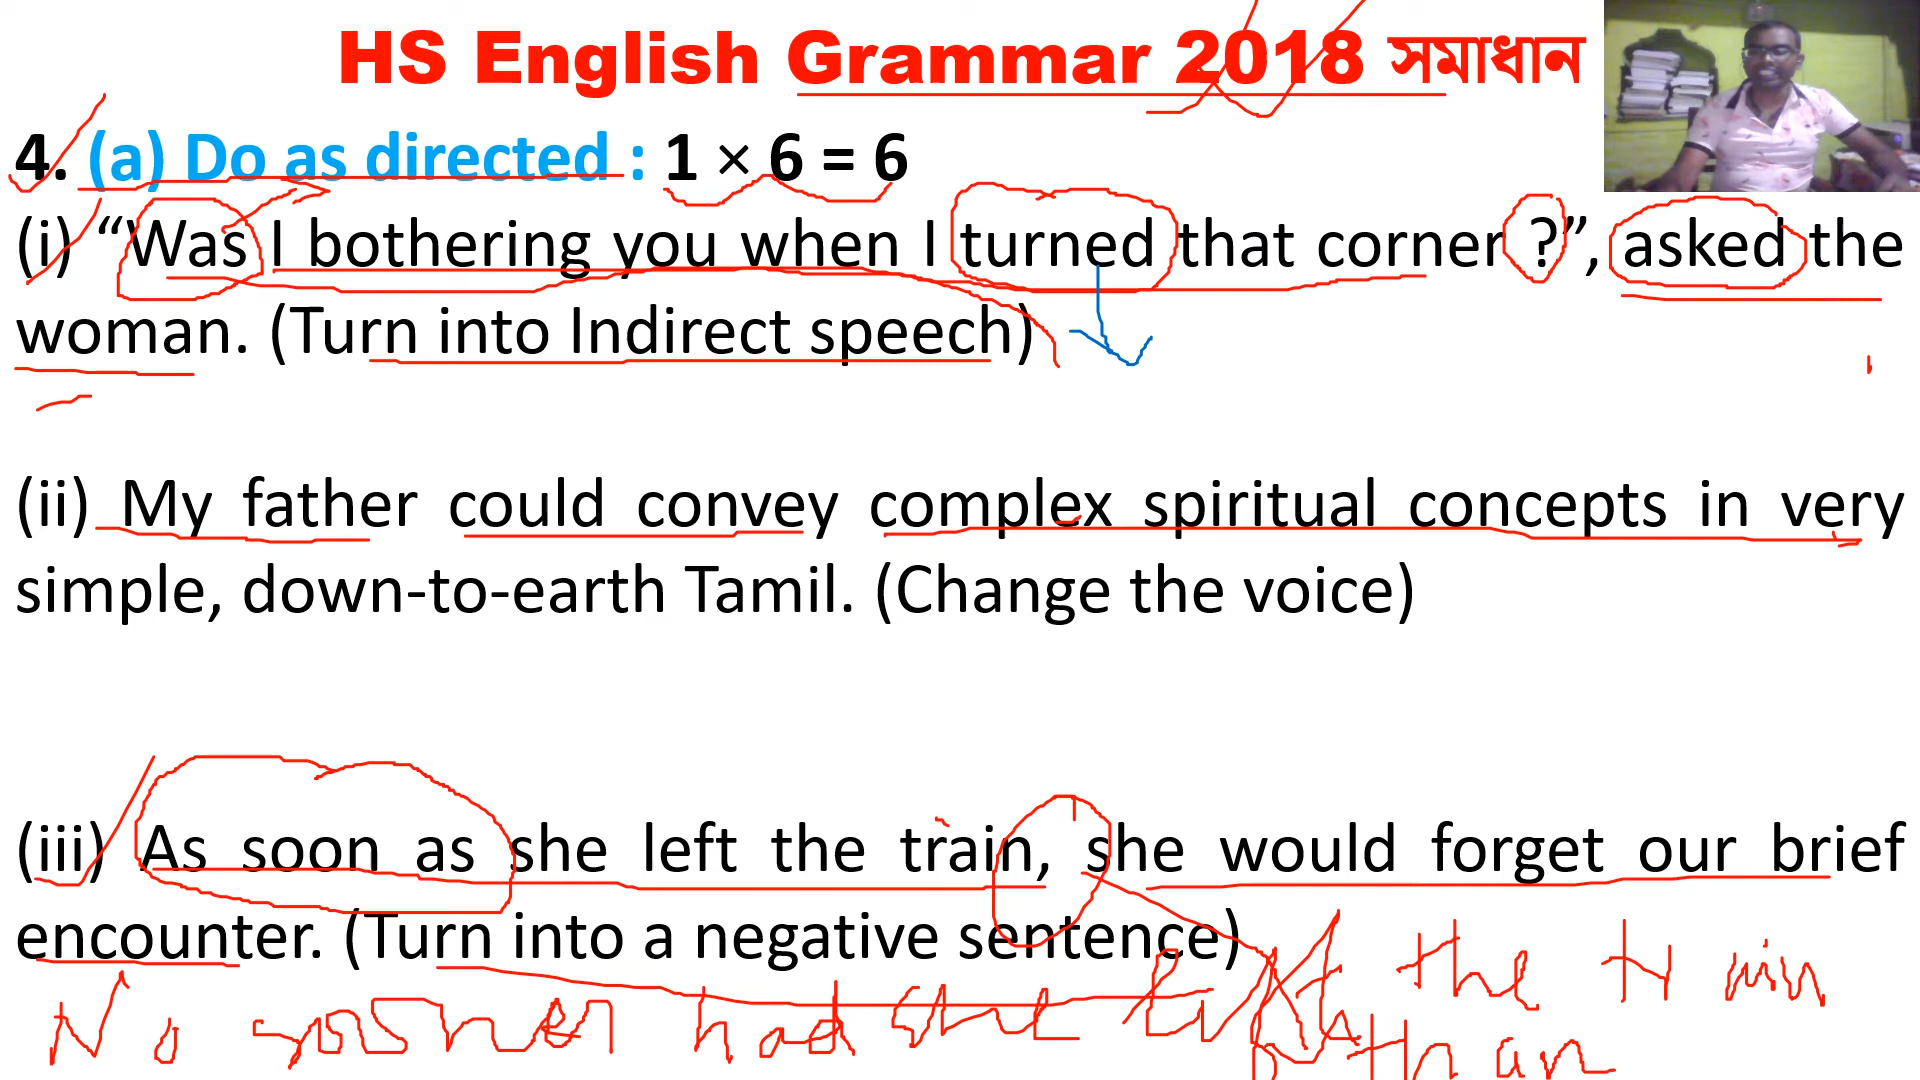 HS English Grammar 2018 সমাধান
4. (a) Do as directed : 1 × 6 = 6
(i) “Was I bothering you when I turned that corner ?”, asked the
woman. (Turn into Indirect speech)
(ii) My father could convey complex spiritual concepts in very
simple, down-to-earth Tamil. (Change the voice)
(iii) As soon as she left the train, she would forget our brief
encounter. (Turn into a negative sentence)
No sooner had she left the train
than